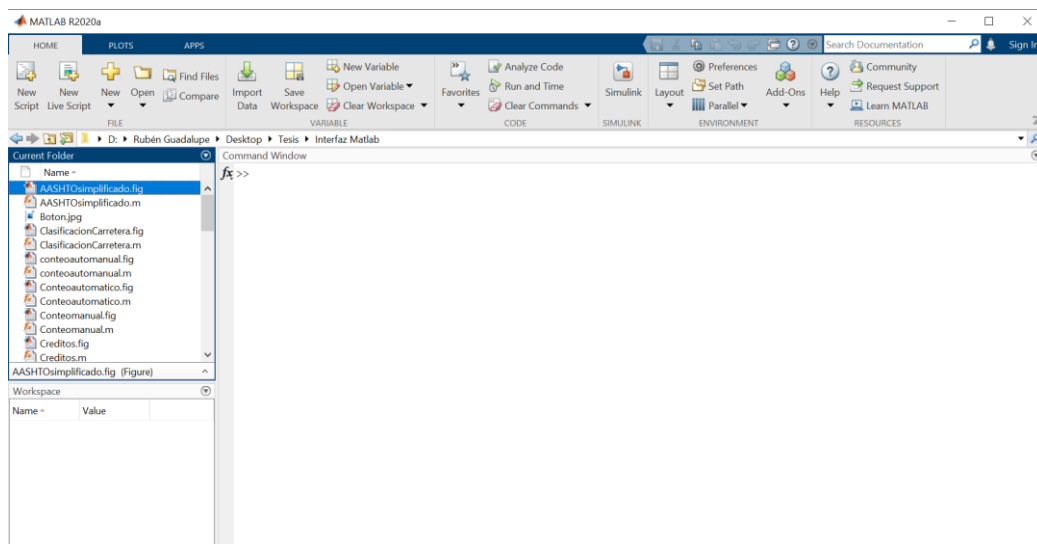 MATLAB R2020a
HOME PLOTS APPS
Search Documentation
Sign In
New Script
New Live Script
New
Open
Find Files
Compare
Import Data
Save Workspace
New Variable
Open Variable
Clear Workspace
Favorites
Analyze Code
Run and Time
Clear Commands
Simulink
Layout
Preferences
Set Path
Parallel
Add-Ons
Help
Community
Request Support
Learn MATLAB
FILE VARIABLE CODE SIMULINK ENVIRONMENT RESOURCES
D: Rubén Guadalupe Desktop Tesis Interfaz Matlab
Current Folder
Name
AASHTOsimplificado.fig
AASHTOsimplificado.m
Boton.jpg
ClasificacionCarretera.fig
ClasificacionCarretera.m
conteoautomanual.fig
conteoautomanual.m
Conteoautomatico.fig
Conteoautomatico.m
Conteomanual.fig
Conteomanual.m
Creditos.fig
Creditos.m
AASHTOsimplificado.fig (Figure)
Workspace
Name Value
Command Window
fx >>